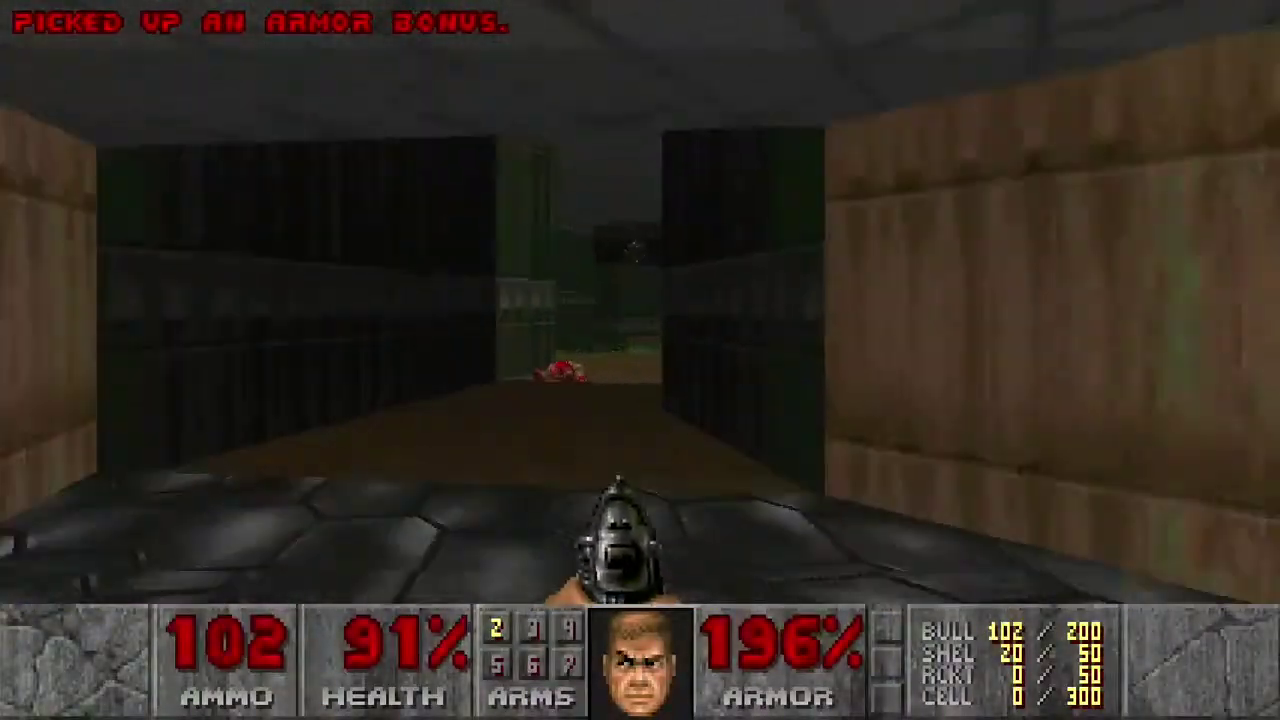 PICKED UP AN ARMOR BONUS.
102 91% 2 3 4 196%
5 6 7
AMMO HEALTH ARMS ARMOR
BULL 102 / 200
SHEL 20 / 50
RCKT 0 / 50
CELL 0 / 300